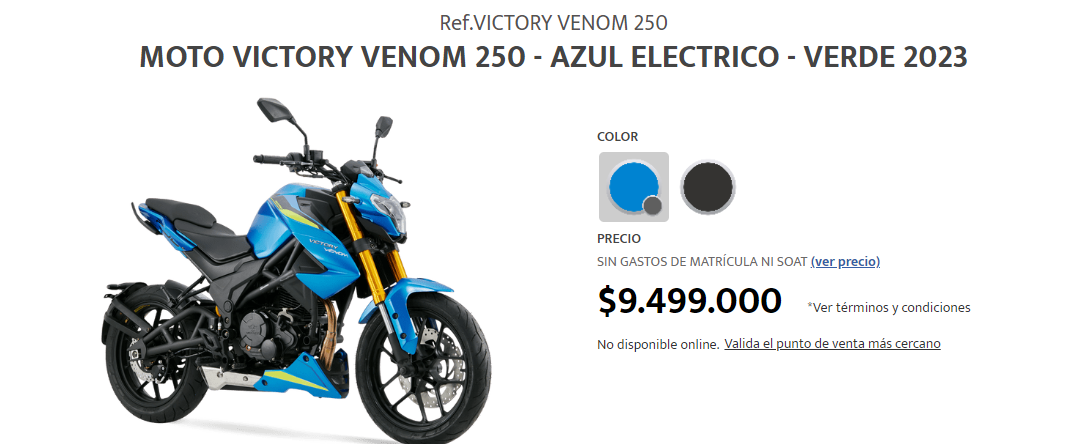 Ref.VICTORY VENOM 250
MOTO VICTORY VENOM 250 - AZUL ELECTRICO - VERDE 2023
COLOR
PRECIO
SIN GASTOS DE MATRÍCULA NI SOAT (ver precio)
$9.499.000 *Ver términos y condiciones
No disponible online. Valida el punto de venta más cercano
VICTORY
VENOM